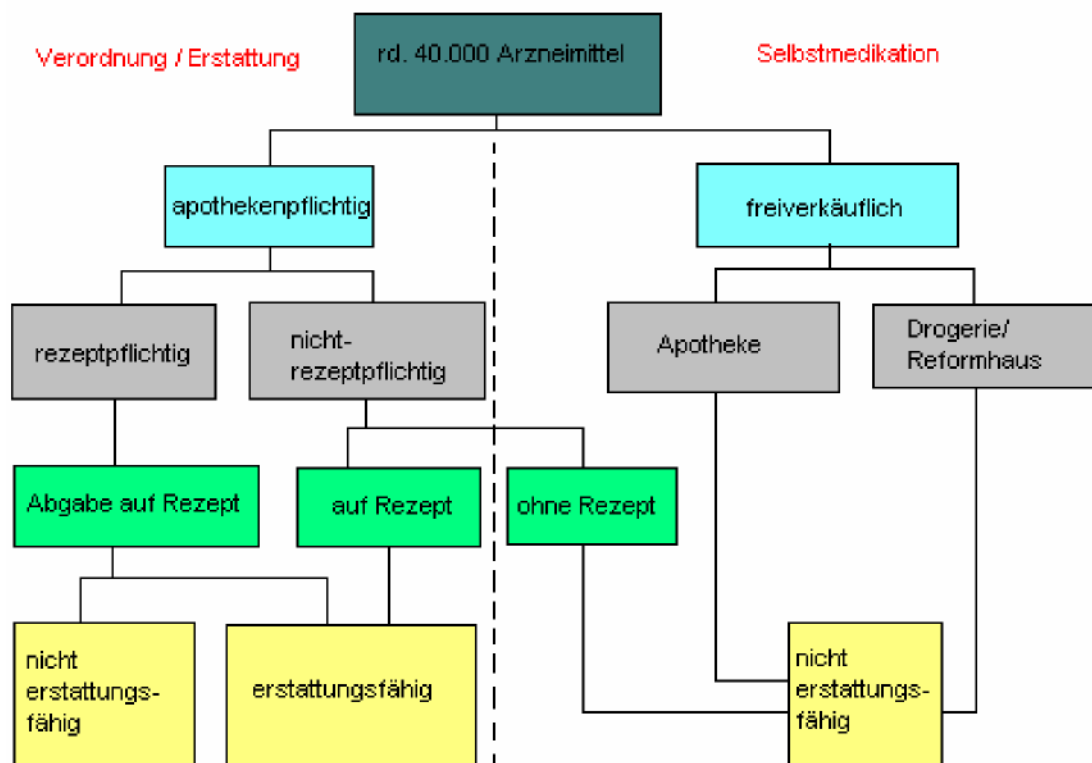 Verordnung / Erstattung
rd. 40.000 Arzneimittel
Selbstmedikation
apothekenpflichtig
freiverkäuflich
rezeptpflichtig
nicht-
rezeptpflichtig
Apotheke
Drogerie/
Reformhaus
Abgabe auf Rezept
auf Rezept
ohne Rezept
nicht
erstattungs-
fähig
erstattungsfähig
nicht
erstattungs-
fähig